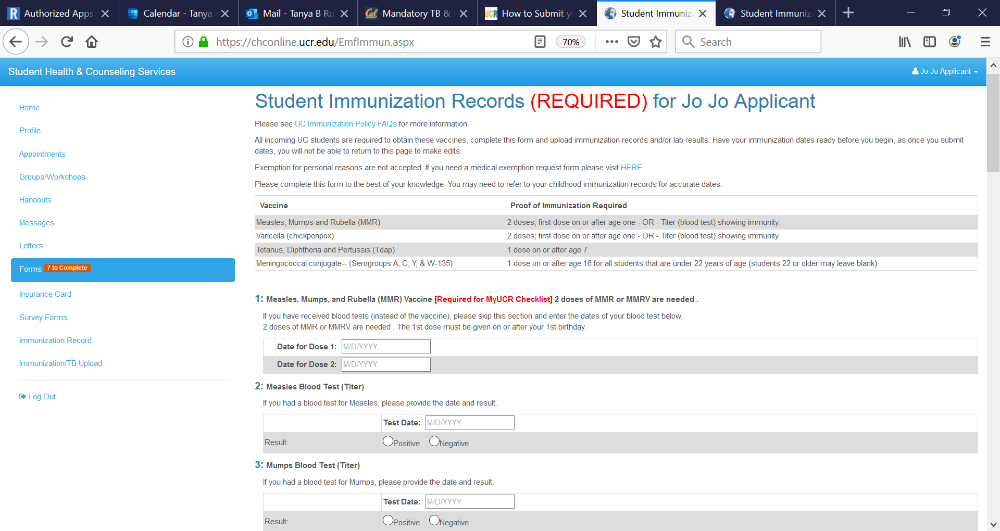 Authorized Apps
Calendar - Tanya
Mail - Tanya B Ru
Mandatory TB &
How to Submit yo
Student Immuniza
Student Immuniza
https://chconline.ucr.edu/EmfImmun.aspx
70%
Search
Student Health & Counseling Services
Jo Jo Applicant
Home
Profile
Appointments
Groups/Workshops
Handouts
Messages
Letters
Forms 7 to Complete
Insurance Card
Survey Forms
Immunization Record
Immunization/TB Upload
Log Out
Student Immunization Records (REQUIRED) for Jo Jo Applicant
Please see UC Immunization Policy FAQs for more information.
All incoming UC students are required to obtain these vaccines, complete this form and upload immunization records and/or lab results. Have your immunization dates ready before you begin, as once you submit
dates, you will not be able to return to this page to make edits.
Exemption for personal reasons are not accepted. If you need a medical exemption request form please visit HERE.
Please complete this form to the best of your knowledge. You may need to refer to your childhood immunization records for accurate dates.
Vaccine Proof of Immunization Required
Measles, Mumps and Rubella (MMR) 2 doses; first dose on or after age one - OR - Titer (blood test) showing immunity.
Varicella (chickpenpox) 2 doses; first dose on or after age one - OR - Titer (blood test) showing immunity.
Tetanus, Diphtheria and Pertussis (Tdap) 1 dose on or after age 7
Meningococcal conjugate-- (Serogroups A, C, Y, & W-135) 1 dose on or after age 16 for all students that are under 22 years of age (students 22 or older may leave blank).
1: Measles, Mumps, and Rubella (MMR) Vaccine [Required for MyUCR Checklist] 2 doses of MMR or MMRV are needed .
If you have received blood tests (instead of the vaccine), please skip this section and enter the dates of your blood test below.
2 doses of MMR or MMRV are needed . The 1st dose must be given on or after your 1st birthday.
Date for Dose 1: M/D/YYYY
Date for Dose 2: M/D/YYYY
2: Measles Blood Test (Titer)
If you had a blood test for Measles, please provide the date and result.
Test Date: M/D/YYYY
Result: Positive Negative
3: Mumps Blood Test (Titer)
If you had a blood test for Mumps, please provide the date and result.
Test Date: M/D/YYYY
Result: Positive Negative